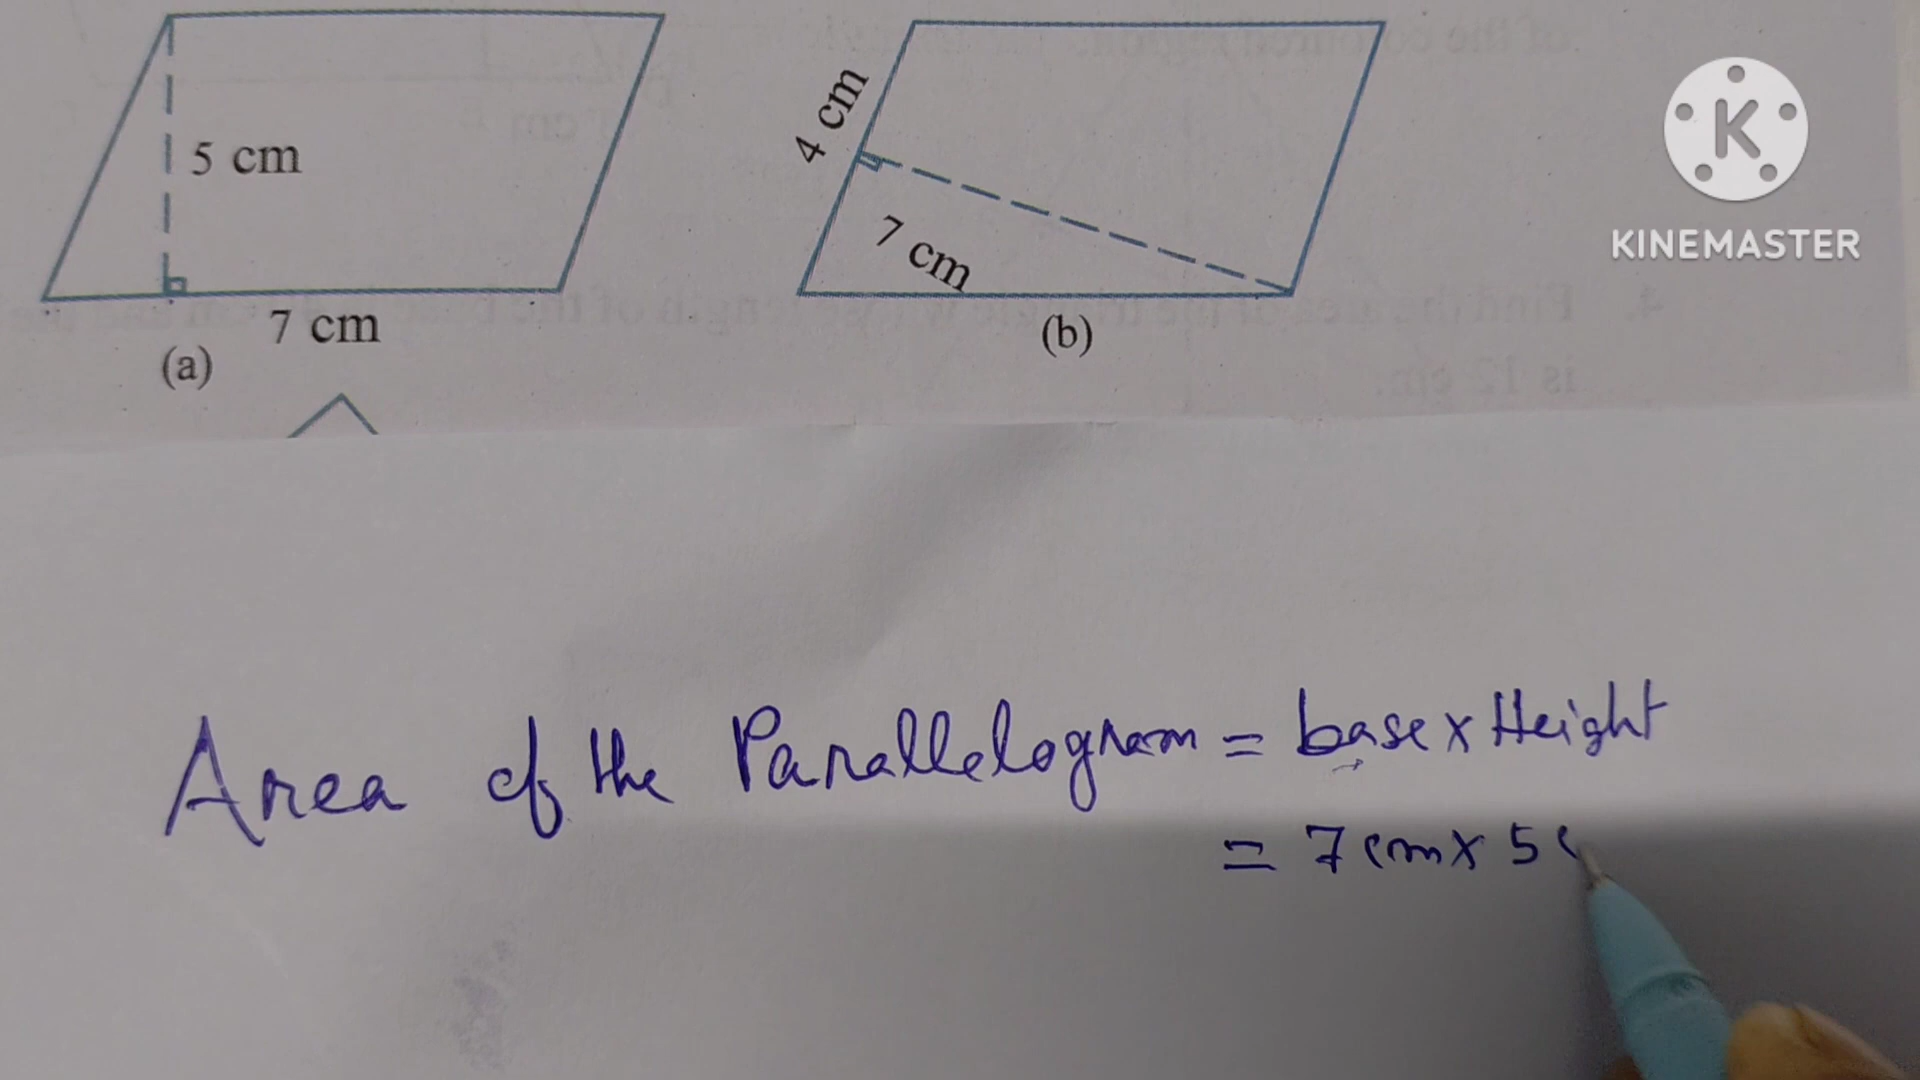 5 cm
7 cm
(a)
4 cm
7 cm
(b)
KINEMASTER
Area of the Parallelogram = base x Height
= 7 cm x 5